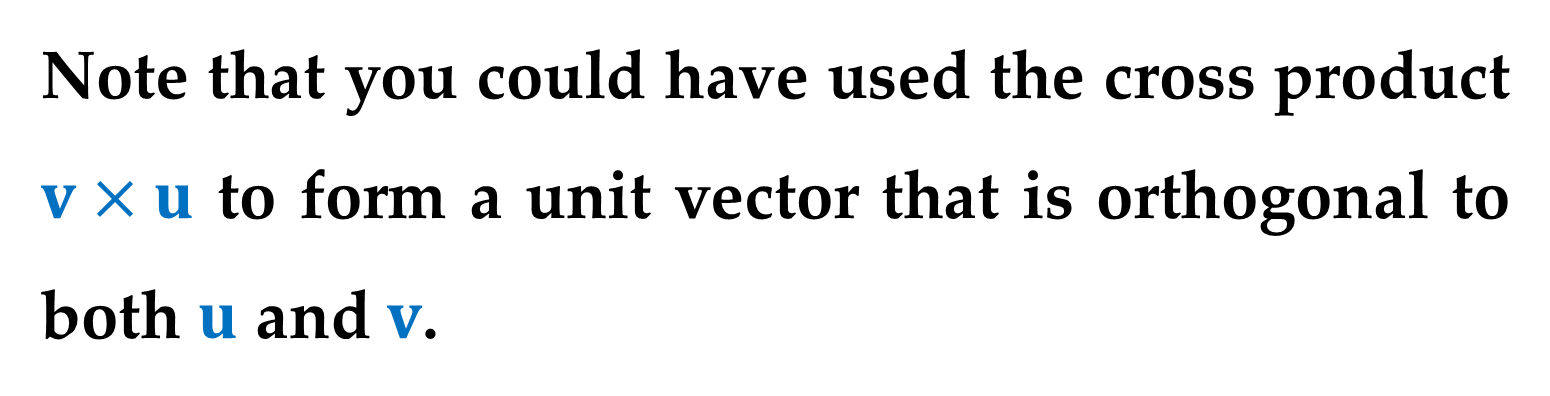 Note that you could have used the cross product
v × u to form a unit vector that is orthogonal to
both u and v.